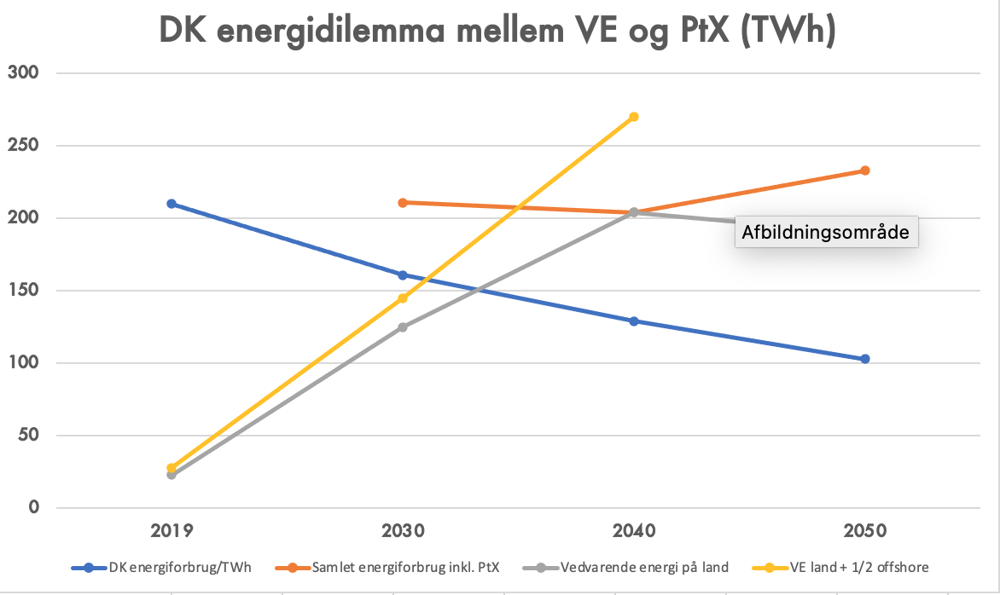 DK energidilemma mellem VE og PtX (TWh)
300
250
200
Afbildningsområde
150
100
50
0
2019 2030 2040 2050
DK energiforbrug/TWh Samlet energiforbrug inkl. PtX Vedvarende energi på land VE land + 1/2 offshore